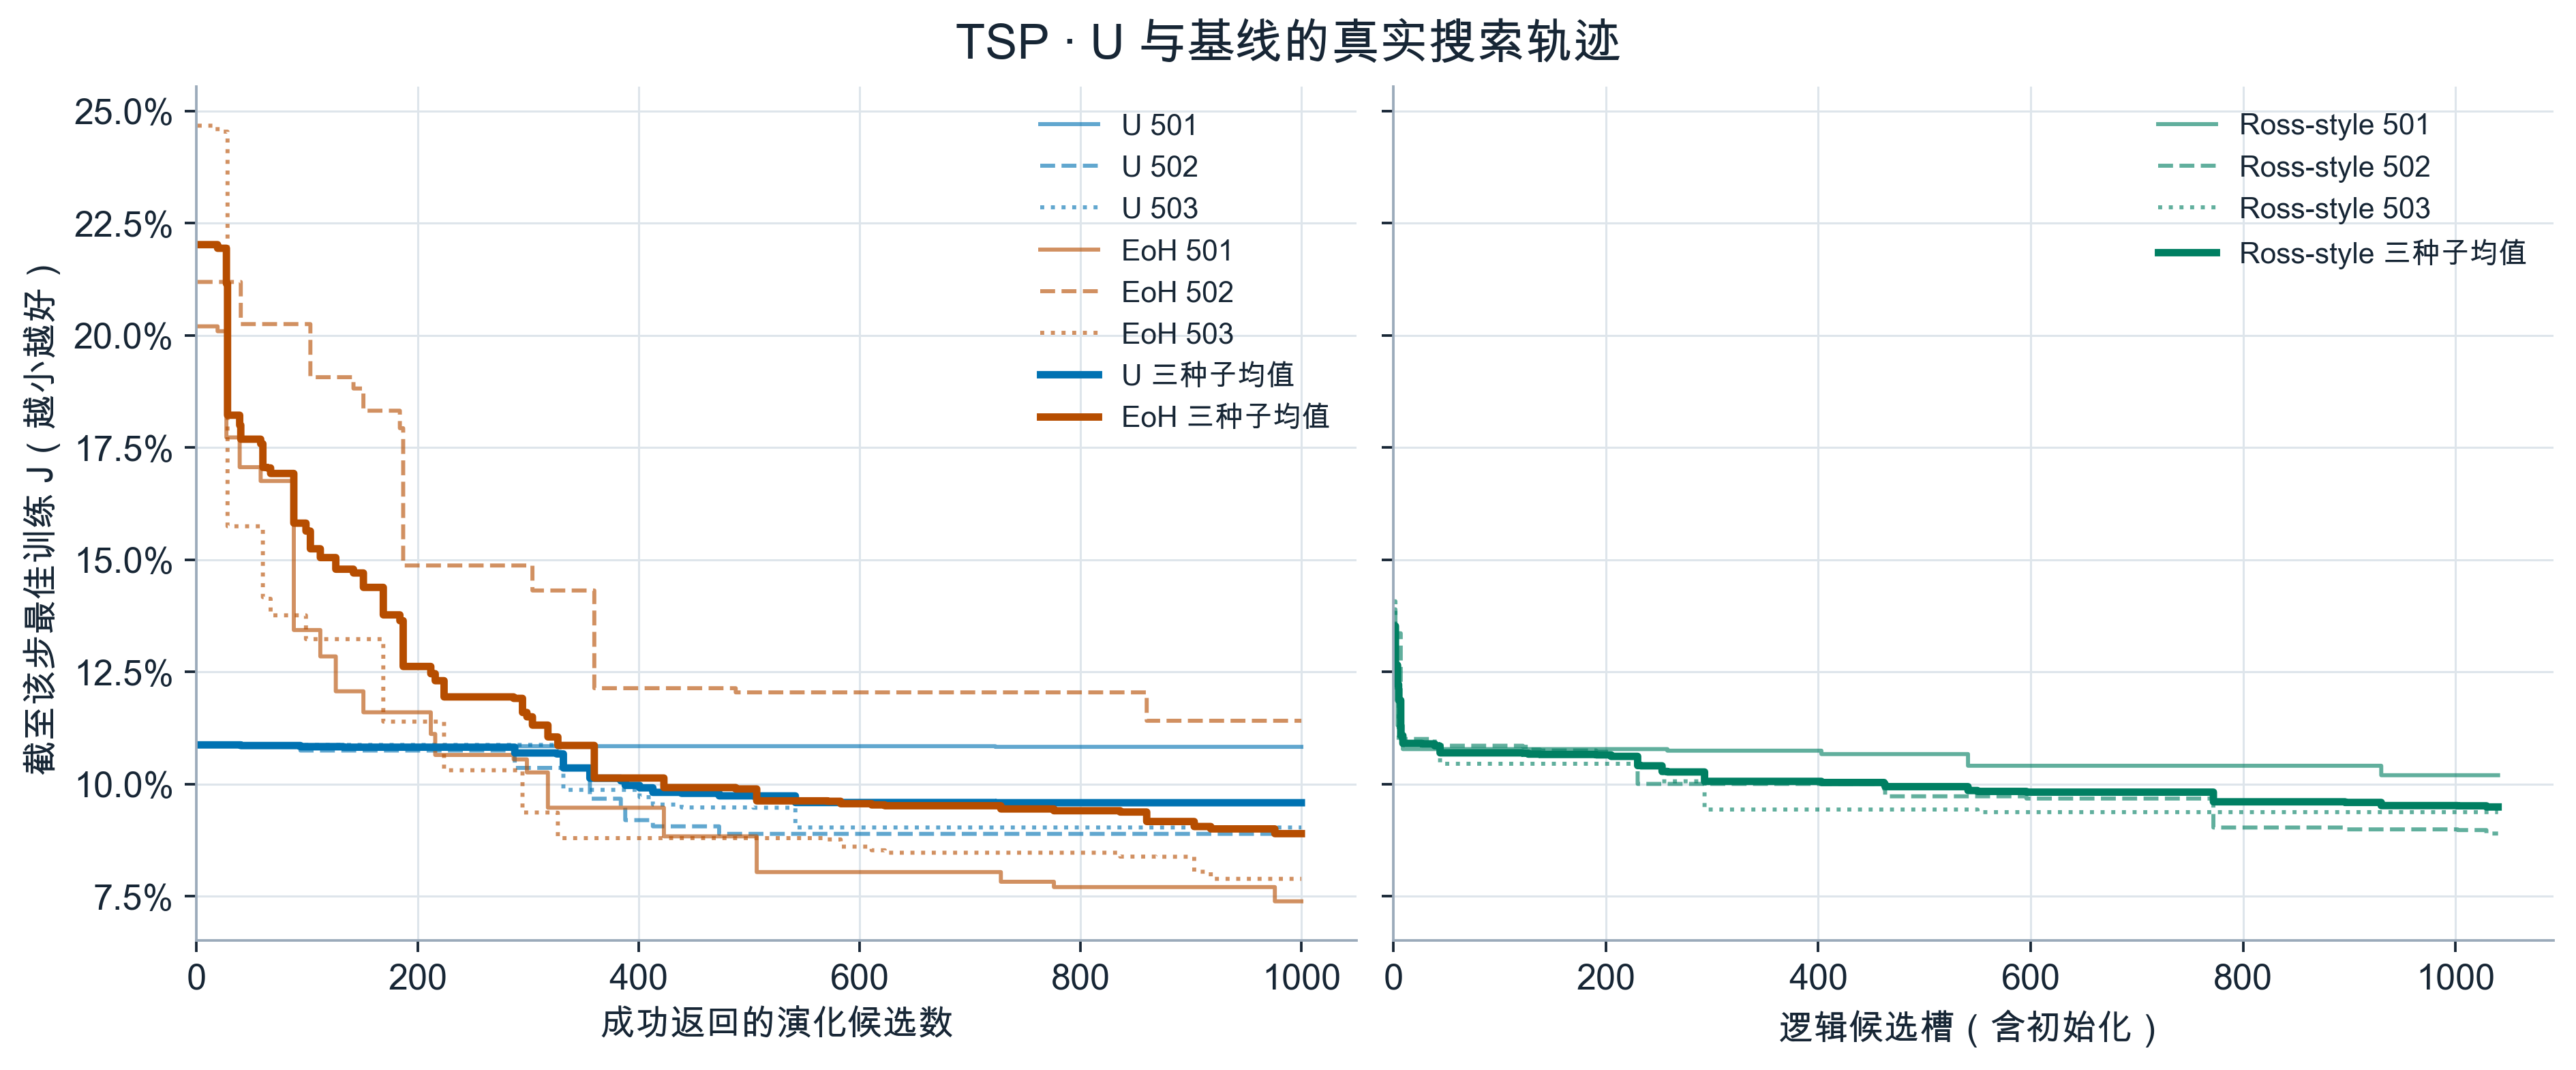 TSP · U 与基线的真实搜索轨迹
截至该步最佳训练 J（越小越好）
25.0%
22.5%
20.0%
17.5%
15.0%
12.5%
10.0%
7.5%
U 501
U 502
U 503
EoH 501
EoH 502
EoH 503
U 三种子均值
EoH 三种子均值
0
200
400
600
800
1000
成功返回的演化候选数
Ross-style 501
Ross-style 502
Ross-style 503
Ross-style 三种子均值
0
200
400
600
800
1000
逻辑候选槽（含初始化）